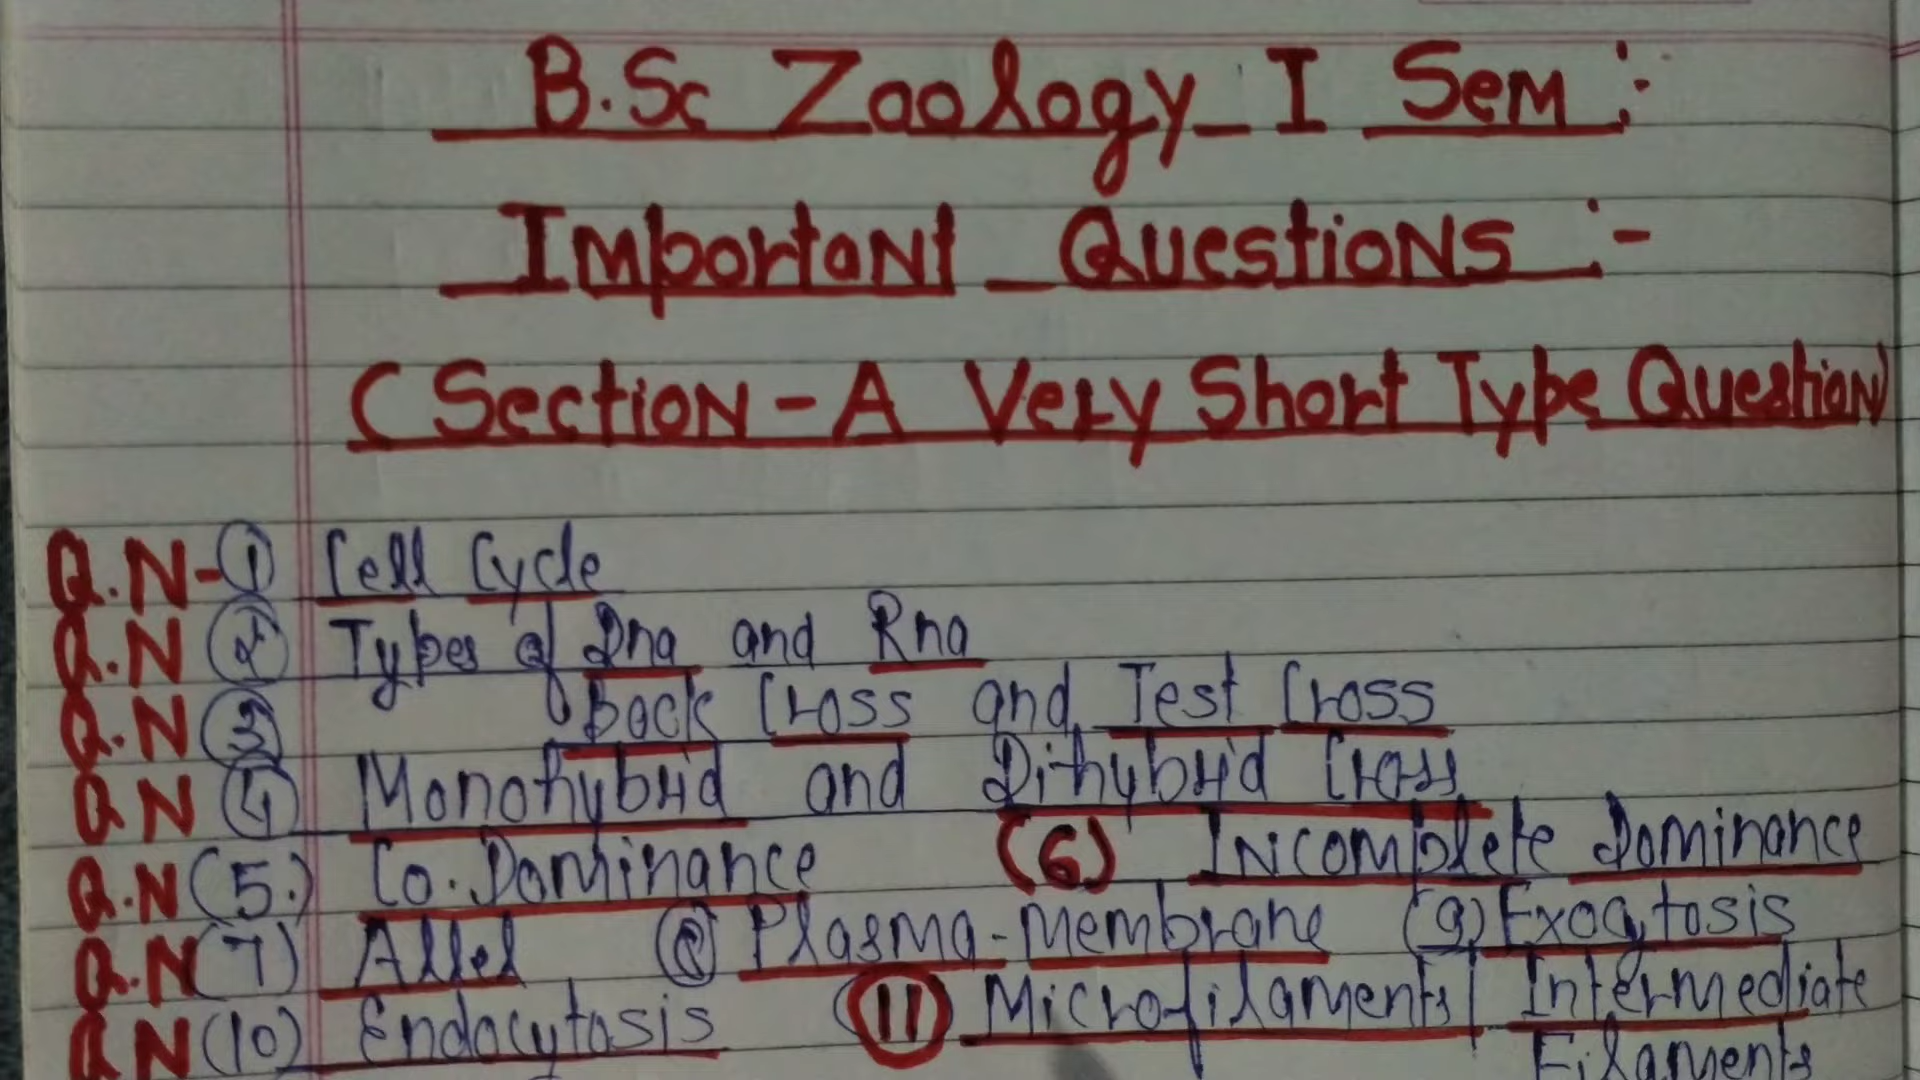 B.Sc Zoology I Sem :-
Important Questions :-
(Section - A Very Short Type Question)
Q.N-① Cell Cycle
Q.N ② Types of Dna and Rna
Q.N ③ Back Cross and Test Cross
Q.N ④ Monohybrid and Dihybrid Cross
Q.N (5.) Co.Dominance (6) Incomplete Dominance
Q.N (7) Allel ⑧ Plasma-membrane (9) Exocytosis
Q.N (10) Endocytosis (11) Microfilaments | Intermediate
Filaments